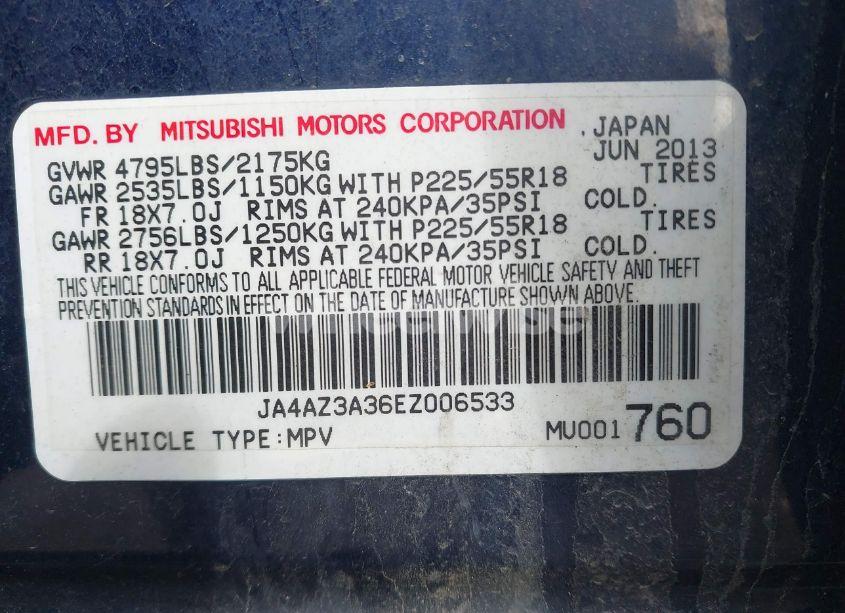 MFD. BY MITSUBISHI MOTORS CORPORATION , JAPAN
GVWR 4795LBS/2175KG JUN 2013
GAWR 2535LBS/1150KG WITH P225/55R18 TIRES
FR 18X7.0J RIMS AT 240KPA/35PSI COLD.
GAWR 2756LBS/1250KG WITH P225/55R18 TIRES
RR 18X7.0J RIMS AT 240KPA/35PSI COLD.
THIS VEHICLE CONFORMS TO ALL APPLICABLE FEDERAL MOTOR VEHICLE SAFETY AND THEFT
PREVENTION STANDARDS IN EFFECT ON THE DATE OF MANUFACTURE SHOWN ABOVE.
JA4AZ3A36EZ006533
VEHICLE TYPE:MPV MU001 760